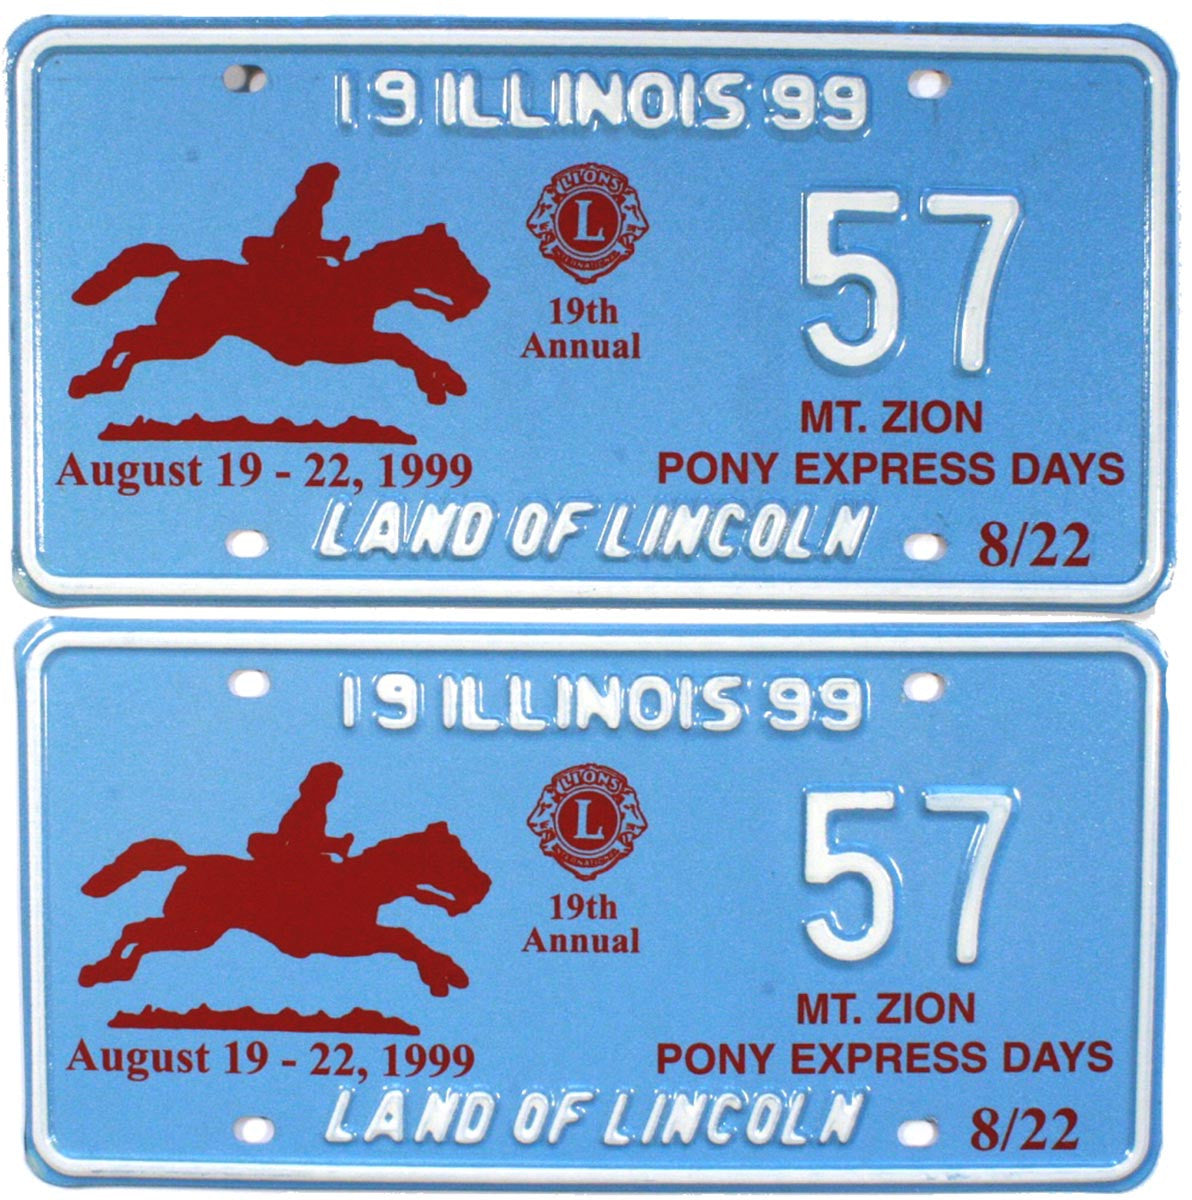 19 ILLINOIS 99
LIONS
L
INTERNATIONAL
19th
Annual
57
MT. ZION
PONY EXPRESS DAYS
August 19 - 22, 1999
LAND OF LINCOLN
8/22
19 ILLINOIS 99
LIONS
L
INTERNATIONAL
19th
Annual
57
MT. ZION
PONY EXPRESS DAYS
August 19 - 22, 1999
LAND OF LINCOLN
8/22